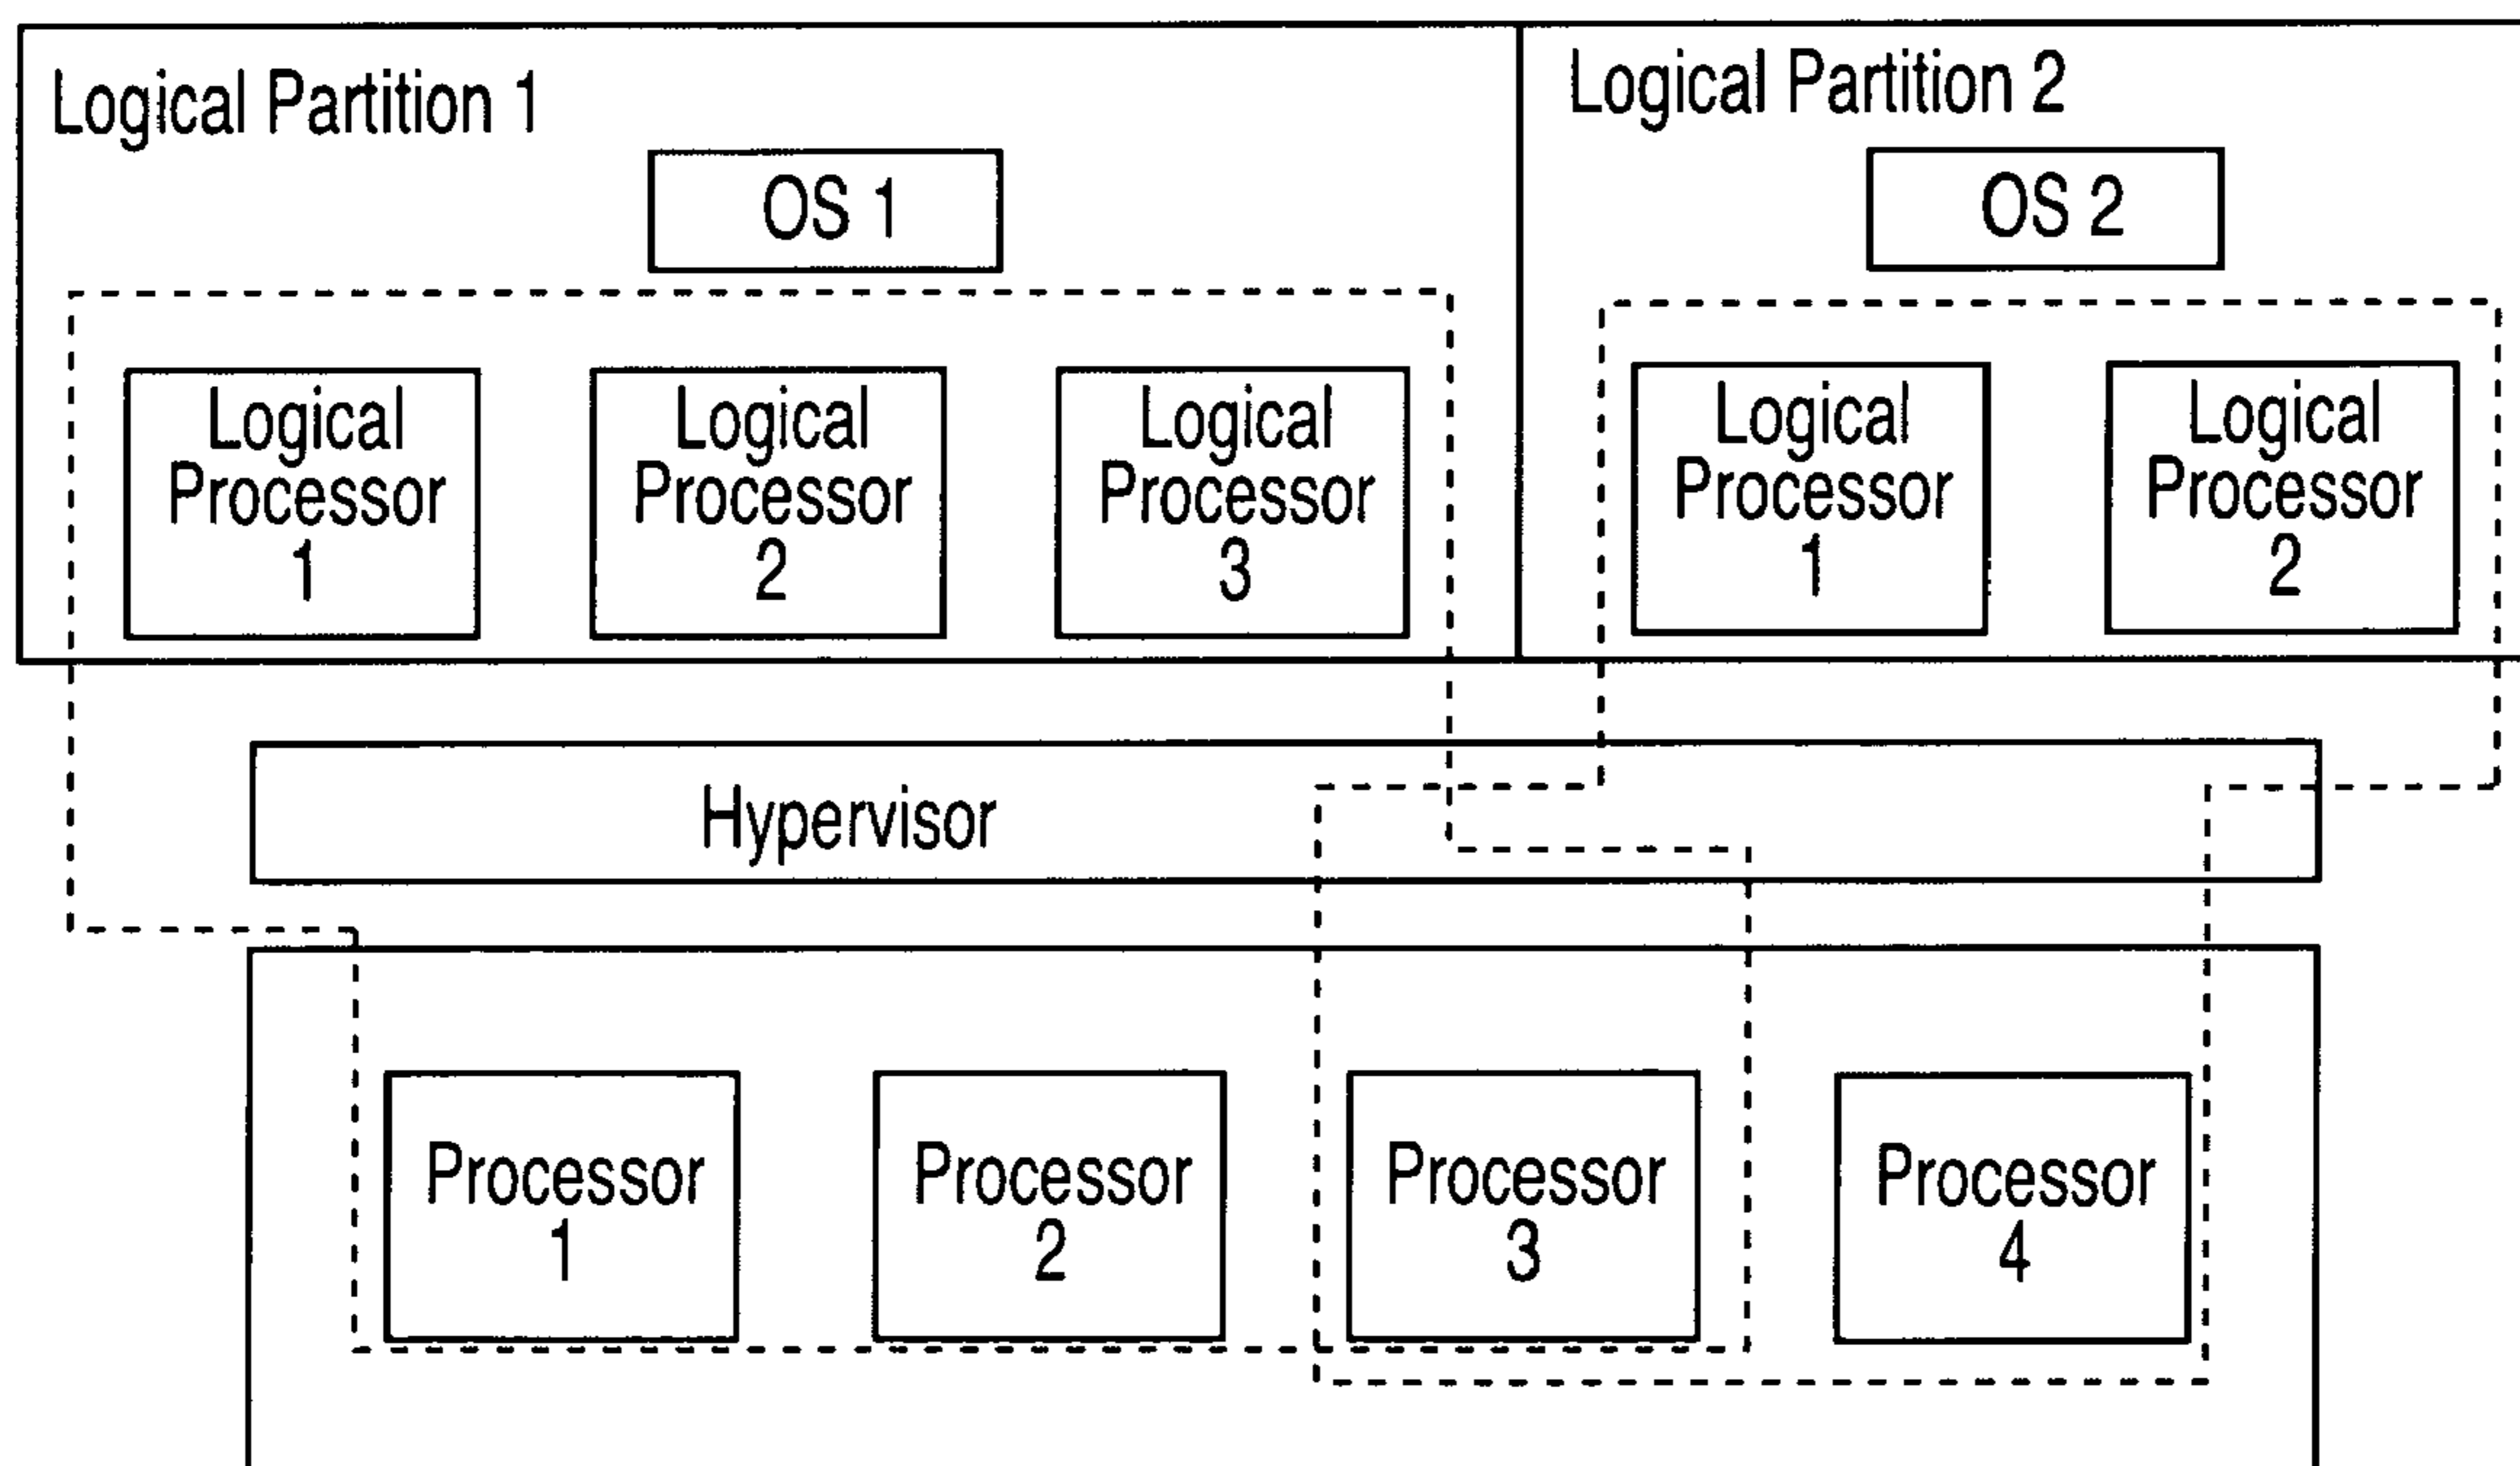 Logical Partition 1
OS 1
Logical
Processor
1
Logical
Processor
2
Logical
Processor
3
Logical Partition 2
OS 2
Logical
Processor
1
Logical
Processor
2
Hypervisor
Processor
1
Processor
2
Processor
3
Processor
4